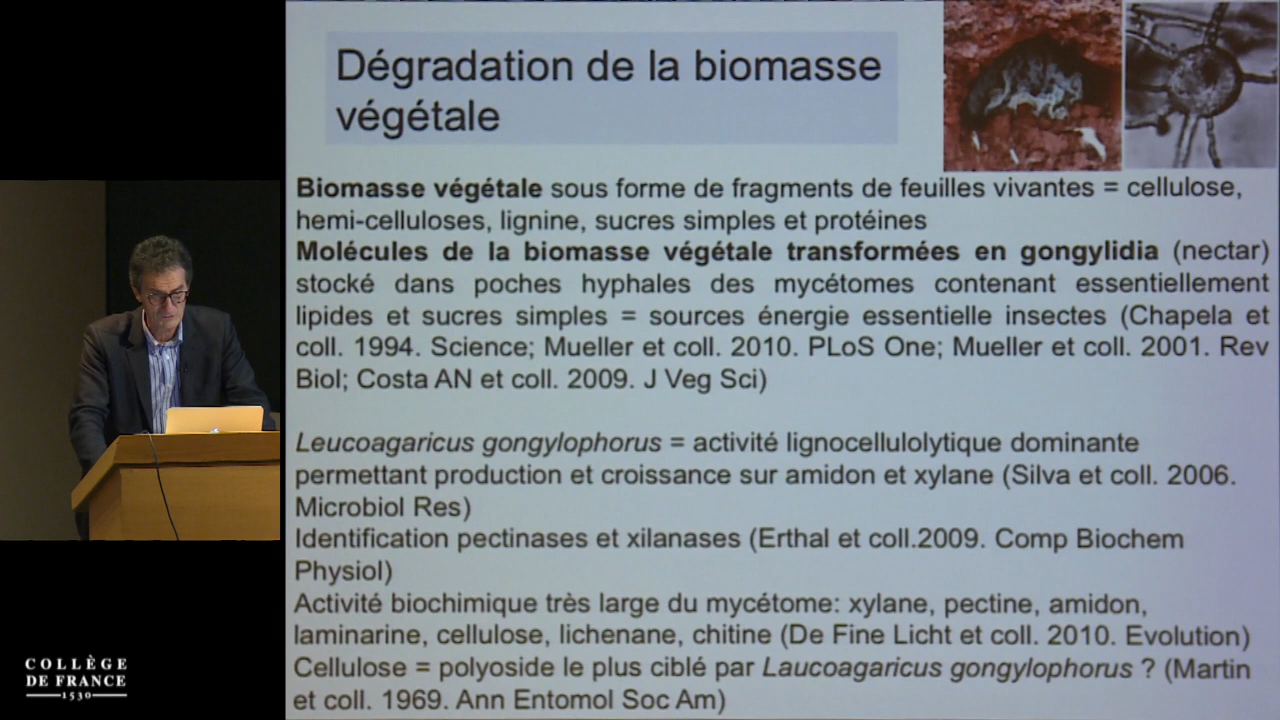 Dégradation de la biomasse
végétale
Biomasse végétale sous forme de fragments de feuilles vivantes = cellulose,
hemi-celluloses, lignine, sucres simples et protéines
Molécules de la biomasse végétale transformées en gongylidia (nectar)
stocké dans poches hyphales des mycétomes contenant essentiellement
lipides et sucres simples = sources énergie essentielle insectes (Chapela et
coll. 1994. Science; Mueller et coll. 2010. PLoS One; Mueller et coll. 2001. Rev
Biol; Costa AN et coll. 2009. J Veg Sci)
Leucoagaricus gongylophorus = activité lignocellulolytique dominante
permettant production et croissance sur amidon et xylane (Silva et coll. 2006.
Microbiol Res)
Identification pectinases et xilanases (Erthal et coll.2009. Comp Biochem
Physiol)
Activité biochimique très large du mycétome: xylane, pectine, amidon,
laminarine, cellulose, lichenane, chitine (De Fine Licht et coll. 2010. Evolution)
Cellulose = polyoside le plus ciblé par Laucoagaricus gongylophorus ? (Martin
et coll. 1969. Ann Entomol Soc Am)
COLLÈGE
DE FRANCE
1530